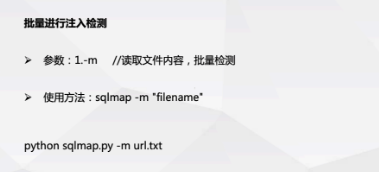 批量进行注入检测
➢ 参数：1.-m //读取文件内容，批量检测
➢ 使用方法：sqlmap -m "filename"
python sqlmap.py -m url.txt